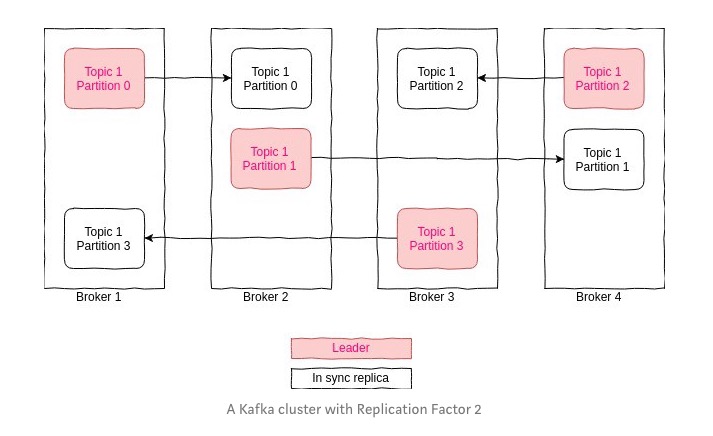 Topic 1
Partition 0
Topic 1
Partition 0
Topic 1
Partition 2
Topic 1
Partition 2
Topic 1
Partition 1
Topic 1
Partition 1
Topic 1
Partition 3
Topic 1
Partition 3
Broker 1
Broker 2
Broker 3
Broker 4
Leader
In sync replica
A Kafka cluster with Replication Factor 2